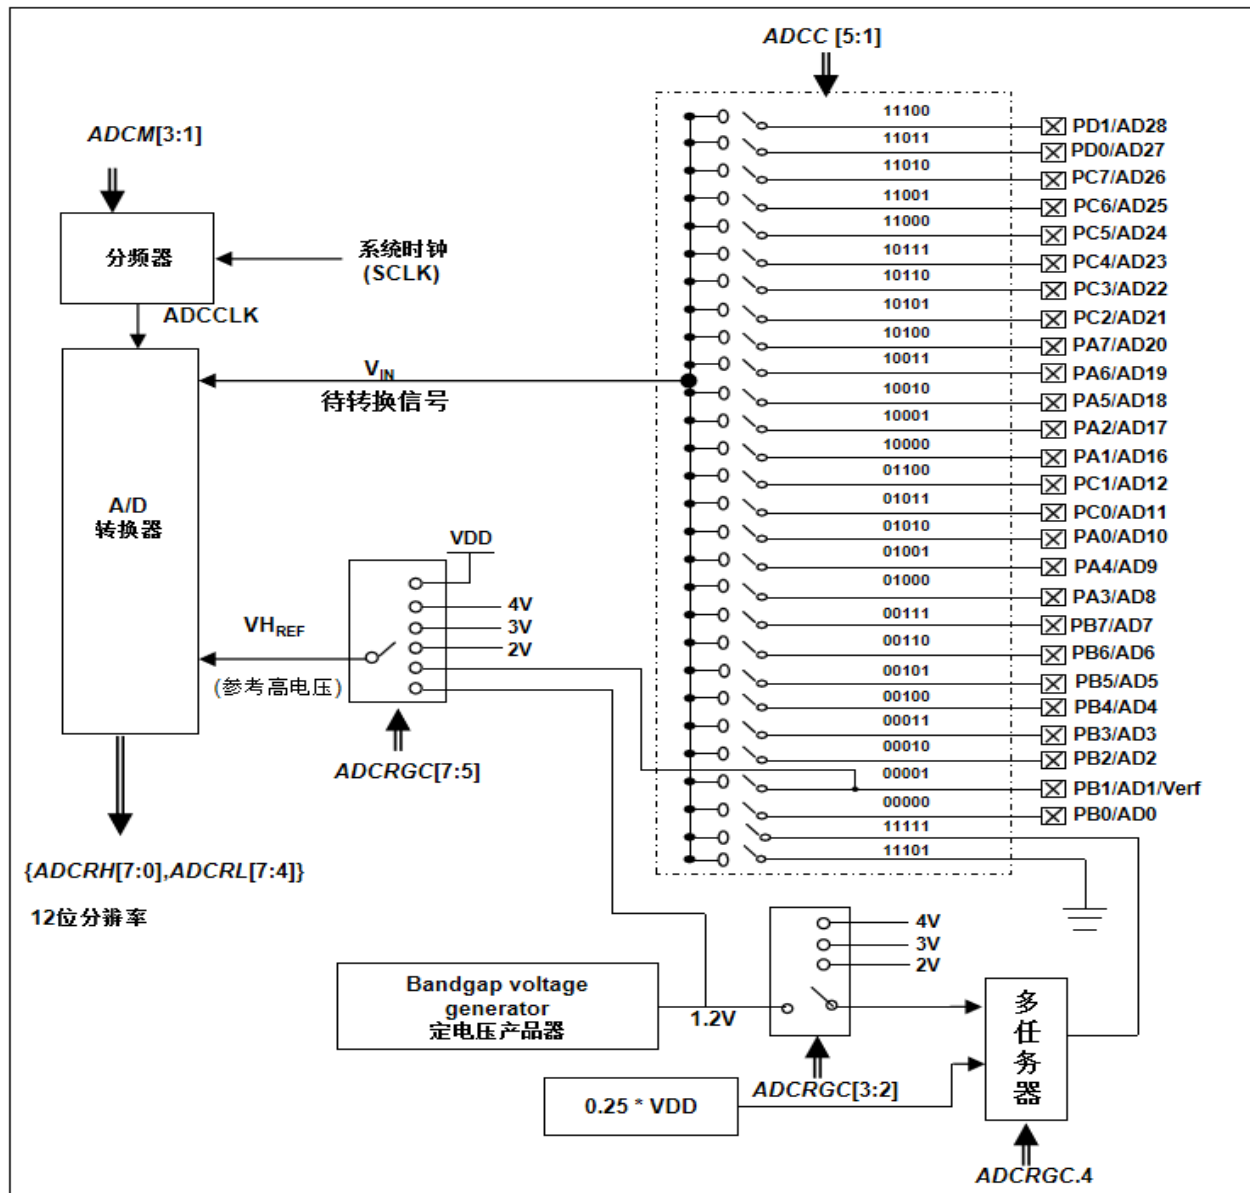 ADCC [5:1]
ADCM[3:1]
分频器
系统时钟
(SCLK)
ADCCLK
VIN
待转换信号
A/D
转换器
VDD
4V
3V
2V
VHREF
(参考高电压)
ADCRGC[7:5]
{ADCRH[7:0],ADCRL[7:4]}
12位分辨率
11100 PD1/AD28
11011 PD0/AD27
11010 PC7/AD26
11001 PC6/AD25
11000 PC5/AD24
10111 PC4/AD23
10110 PC3/AD22
10101 PC2/AD21
10100 PA7/AD20
10011 PA6/AD19
10010 PA5/AD18
10001 PA2/AD17
10000 PA1/AD16
01100 PC1/AD12
01011 PC0/AD11
01010 PA0/AD10
01001 PA4/AD9
01000 PA3/AD8
00111 PB7/AD7
00110 PB6/AD6
00101 PB5/AD5
00100 PB4/AD4
00011 PB3/AD3
00010 PB2/AD2
00001 PB1/AD1/Verf
00000 PB0/AD0
11111
11101
4V
3V
2V
Bandgap voltage
generator
定电压产品器
1.2V
ADCRGC[3:2]
0.25 * VDD
多任务器
ADCRGC.4